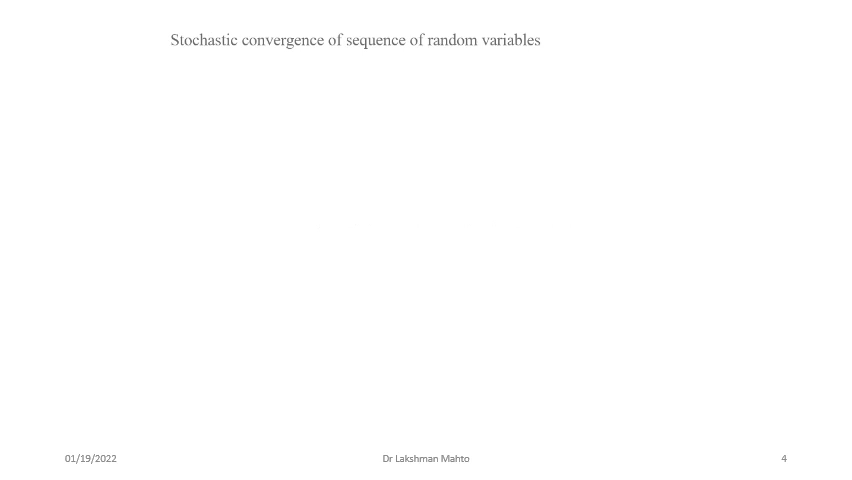 Stochastic convergence of sequence of random variables
01/19/2022
Dr Lakshman Mahto
4